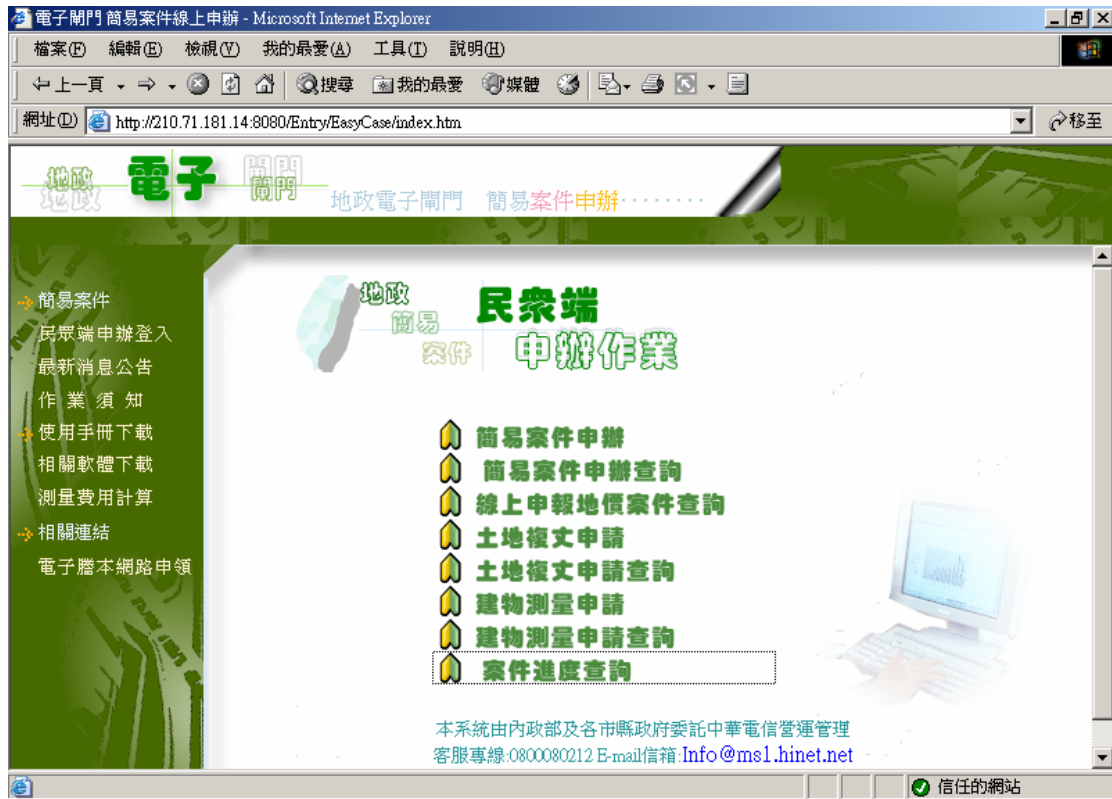 電子閘門 簡易案件線上申辦 - Microsoft Internet Explorer
檔案(F) 編輯(E) 檢視(V) 我的最愛(A) 工具(T) 說明(H)
上一頁 搜尋 我的最愛 媒體
網址(D) http://210.71.181.14:8080/Entry/EasyCase/index.htm 移至
地政 電子 閘門
地政電子閘門 簡易案件申辦‧‧‧‧‧‧‧‧
簡易案件
民眾端申辦登入
最新消息公告
作 業 須 知
使用手冊下載
相關軟體下載
測量費用計算
相關連結
電子謄本網路申領
地政
簡易
案件
民眾端
申辦作業
簡易案件申辦
簡易案件申辦查詢
線上申報地價案件查詢
土地複丈申請
土地複丈申請查詢
建物測量申請
建物測量申請查詢
案件進度查詢
本系統由內政部及各市縣政府委託中華電信營運管理
客服專線:0800080212 E-mail信箱:Info@ms1.hinet.net
信任的網站